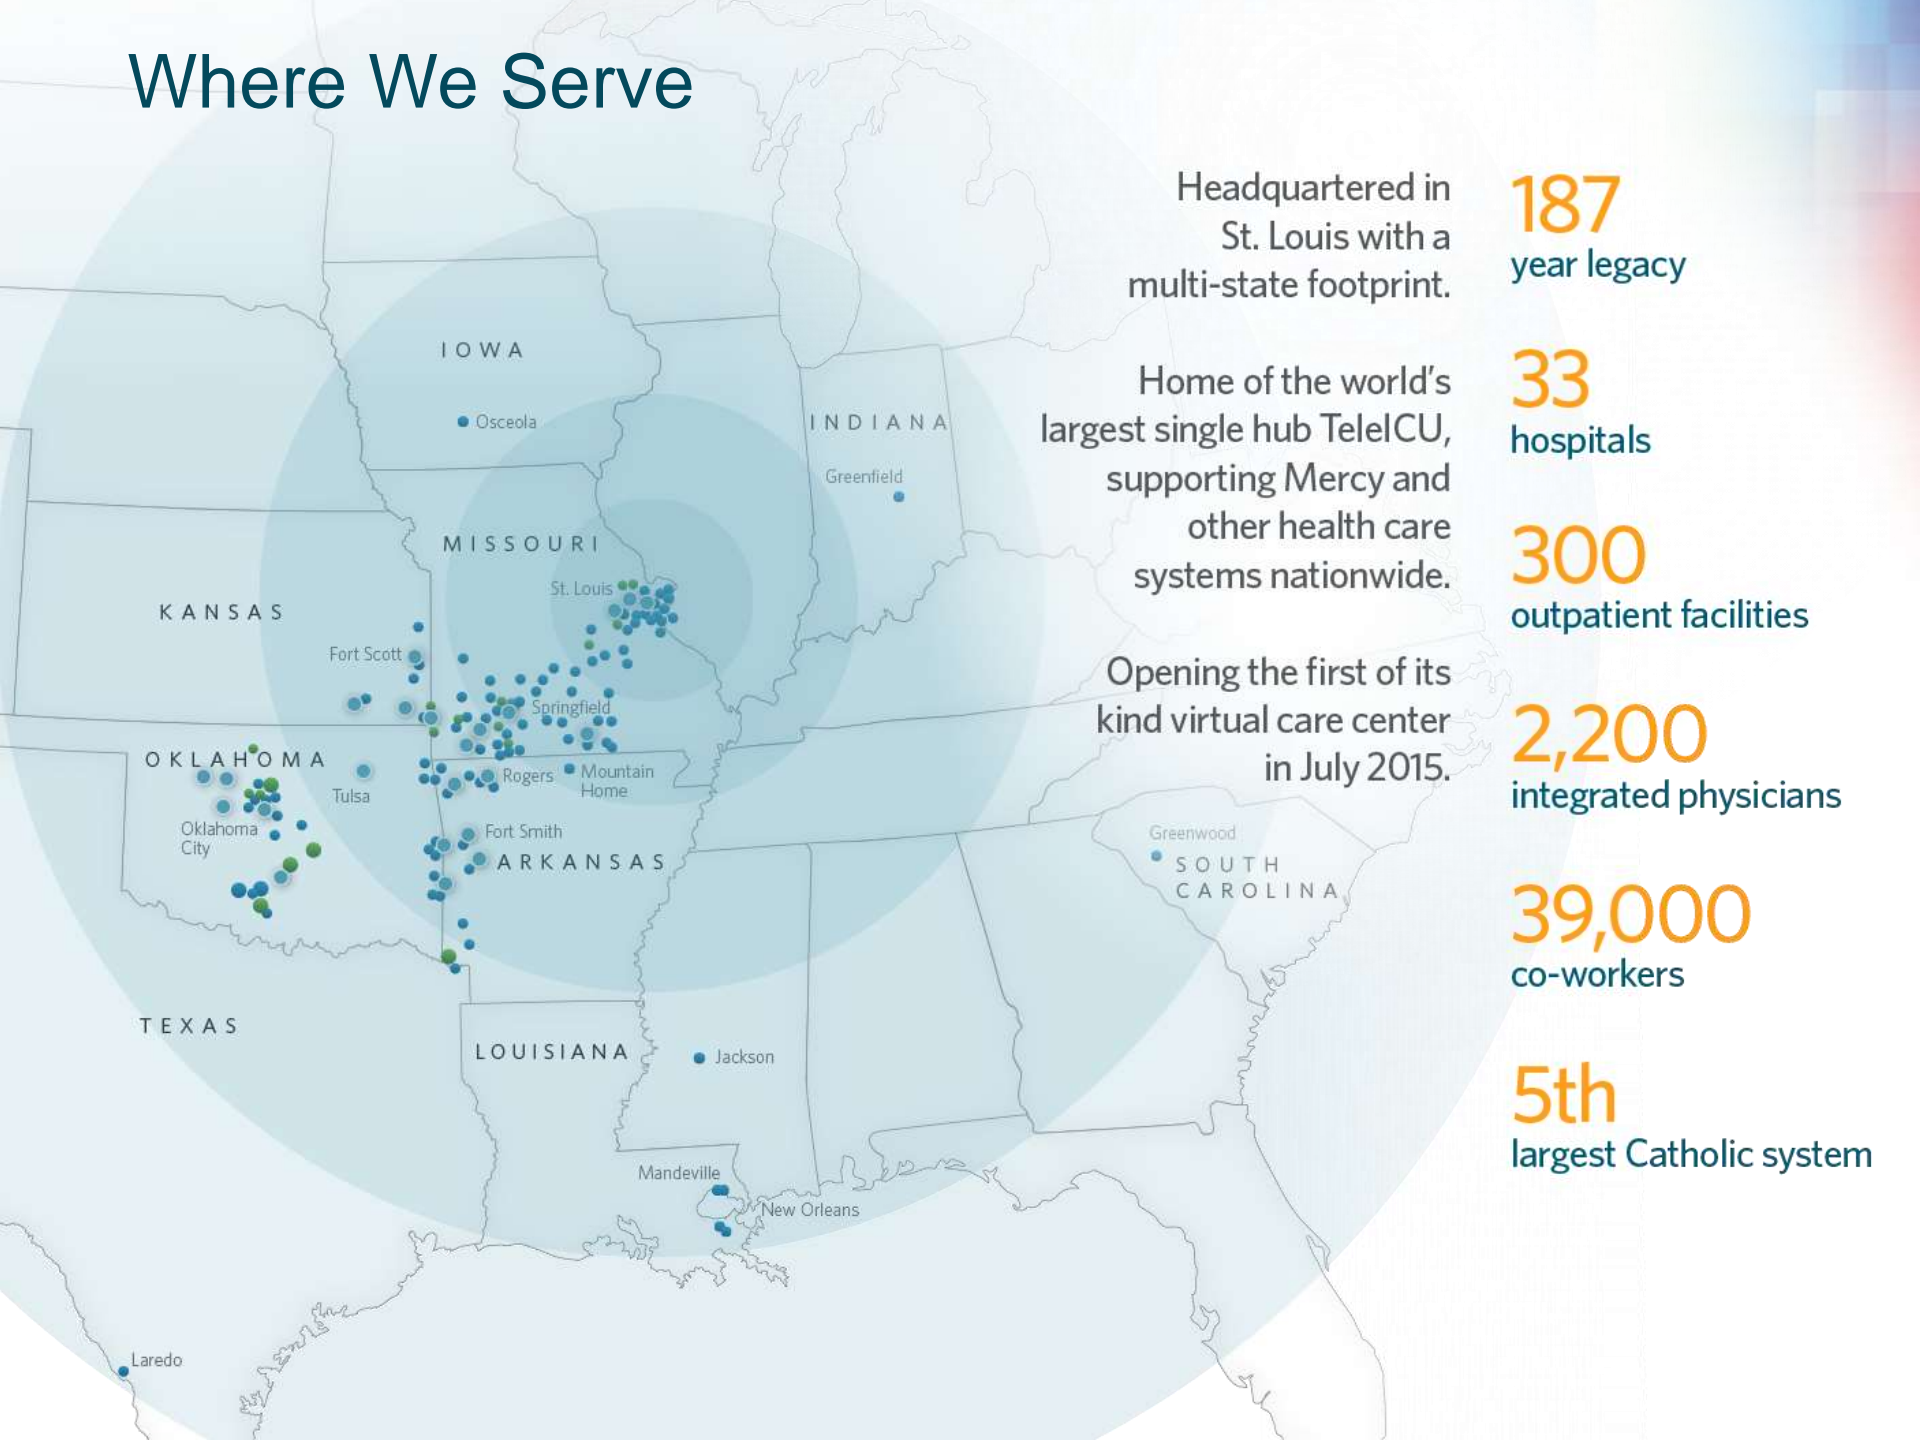 Where We Serve
Headquartered in
St. Louis with a
multi-state footprint.
Home of the world's
largest single hub TeleICU,
supporting Mercy and
other health care
systems nationwide.
Opening the first of its
kind virtual care center
in July 2015.
187
year legacy
33
hospitals
300
outpatient facilities
2,200
integrated physicians
39,000
co-workers
5th
largest Catholic system
IOWA
Osceola
INDIANA
Greenfield
MISSOURI
St. Louis
KANSAS
Fort Scott
Springfield
OKLAHOMA
Tulsa
Rogers
Mountain
Home
Oklahoma
City
Fort Smith
ARKANSAS
Greenwood
SOUTH
CAROLINA
TEXAS
LOUISIANA
Jackson
Mandeville
New Orleans
Laredo